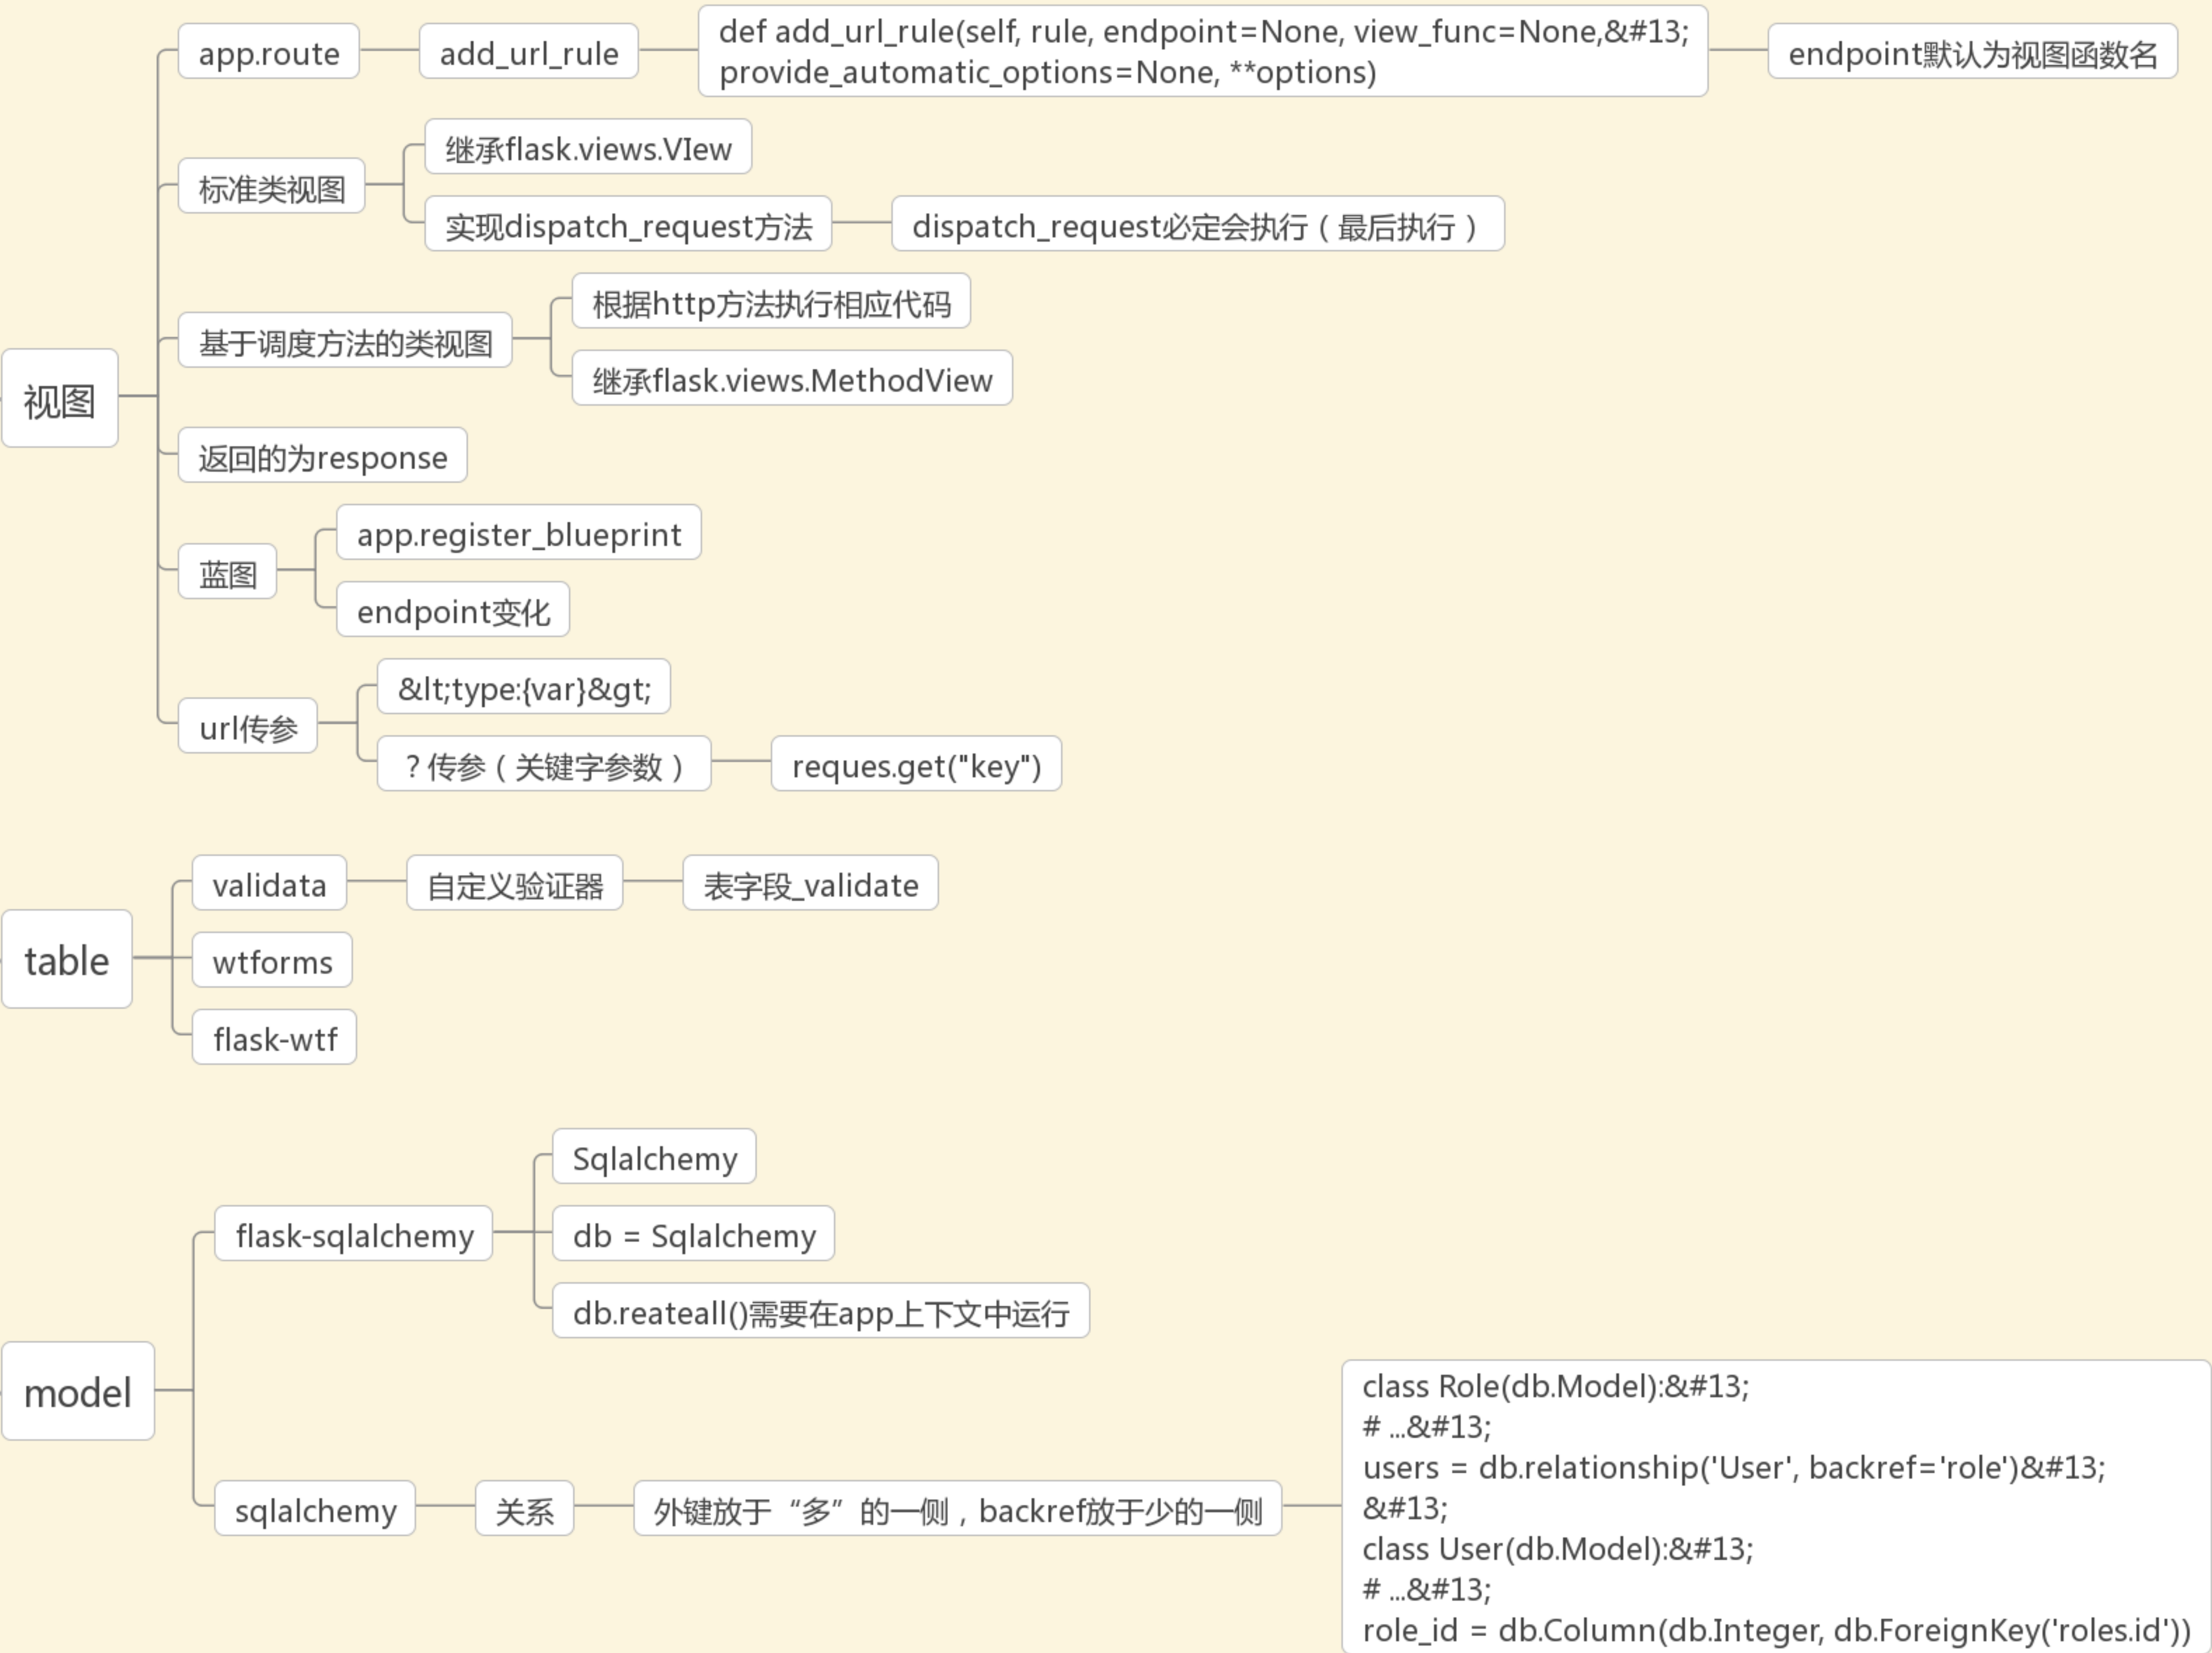 app.route
add_url_rule
def add_url_rule(self, rule, endpoint=None, view_func=None,&#13;
provide_automatic_options=None, **options)
endpoint默认为视图函数名
标准类视图
继承flask.views.VIew
实现dispatch_request方法
dispatch_request必定会执行（最后执行）
视图
基于调度方法的类视图
根据http方法执行相应代码
继承flask.views.MethodView
返回的为response
蓝图
app.register_blueprint
endpoint变化
url传参
&lt;type:{var}&gt;
？传参（关键字参数）
reques.get("key")
table
validata
自定义验证器
表字段_validate
wtforms
flask-wtf
model
flask-sqlalchemy
Sqlalchemy
db = Sqlalchemy
db.reateall()需要在app上下文中运行
sqlalchemy
关系
外键放于“多”的一侧，backref放于少的一侧
class Role(db.Model):&#13;
# ...&#13;
users = db.relationship('User', backref='role')&#13;
&#13;
class User(db.Model):&#13;
# ...&#13;
role_id = db.Column(db.Integer, db.ForeignKey('roles.id'))